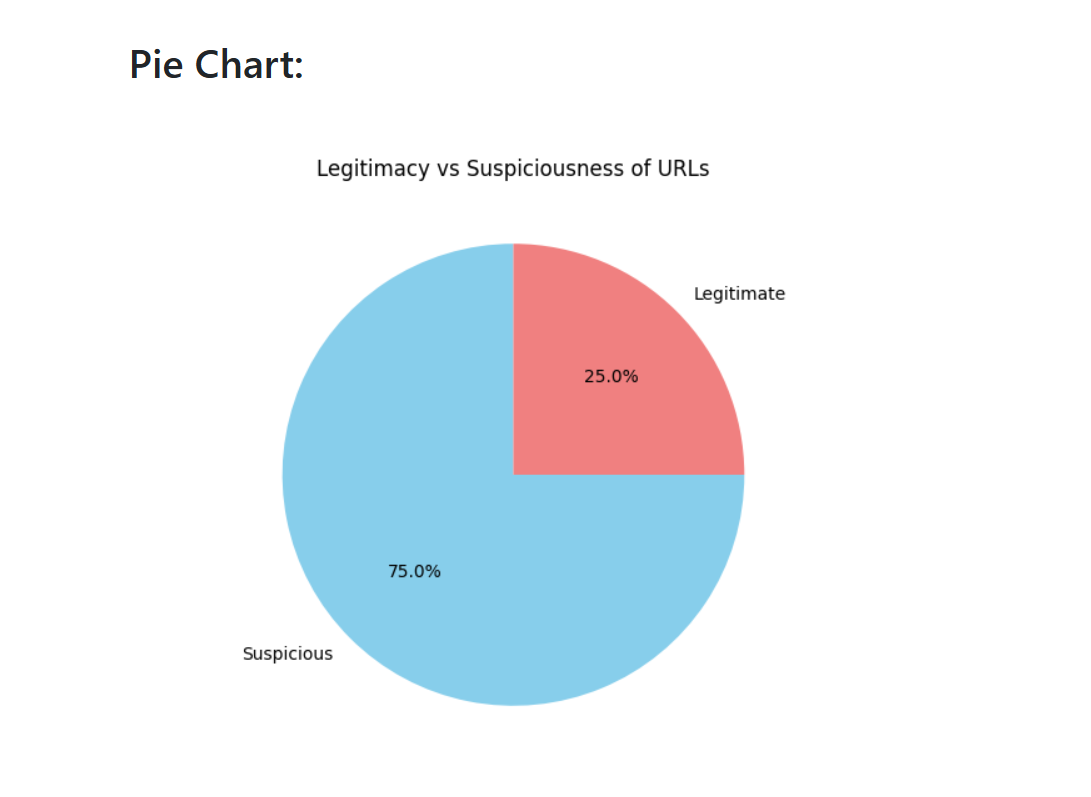 Pie Chart:
Legitimacy vs Suspiciousness of URLs
Legitimate
25.0%
75.0%
Suspicious